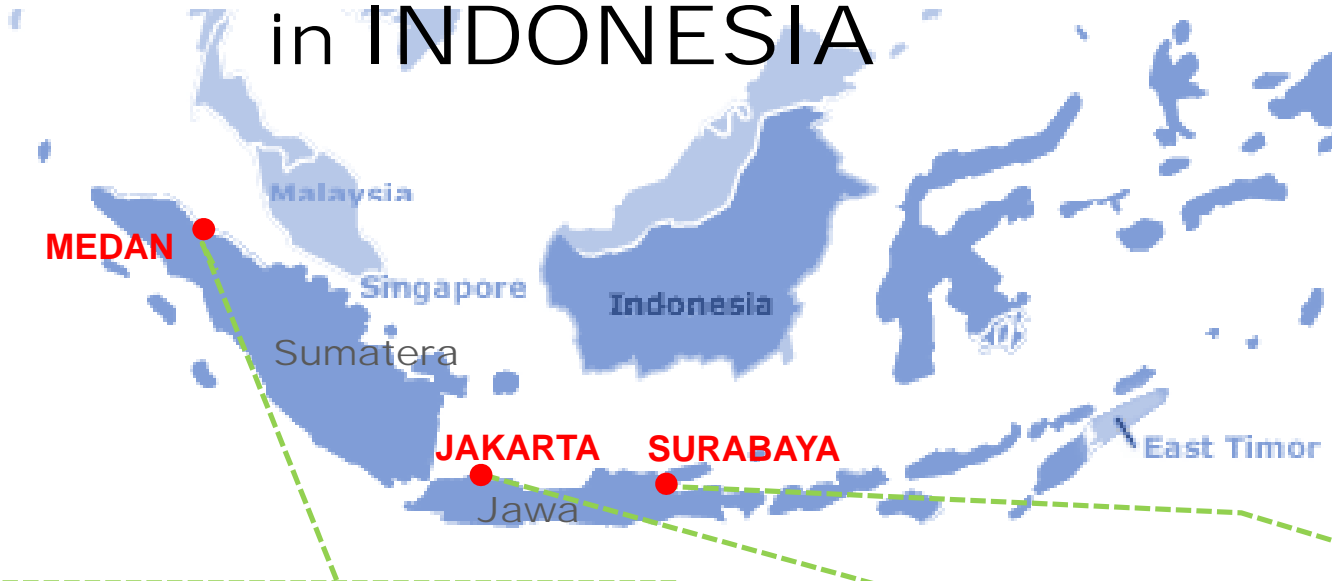 in INDONESIA
Malaysia
MEDAN
Singapore
Indonesia
Sumatera
JAKARTA
SURABAYA
East Timor
Jawa